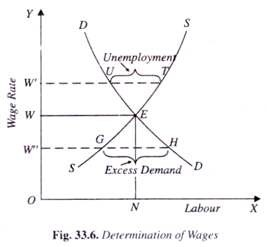 Y
D
S
Unemployment
W'
U
T
Wage Rate
W
E
W"
G
H
S
D
Excess Demand
O
N
Labour
X
Fig. 33.6. Determination of Wages